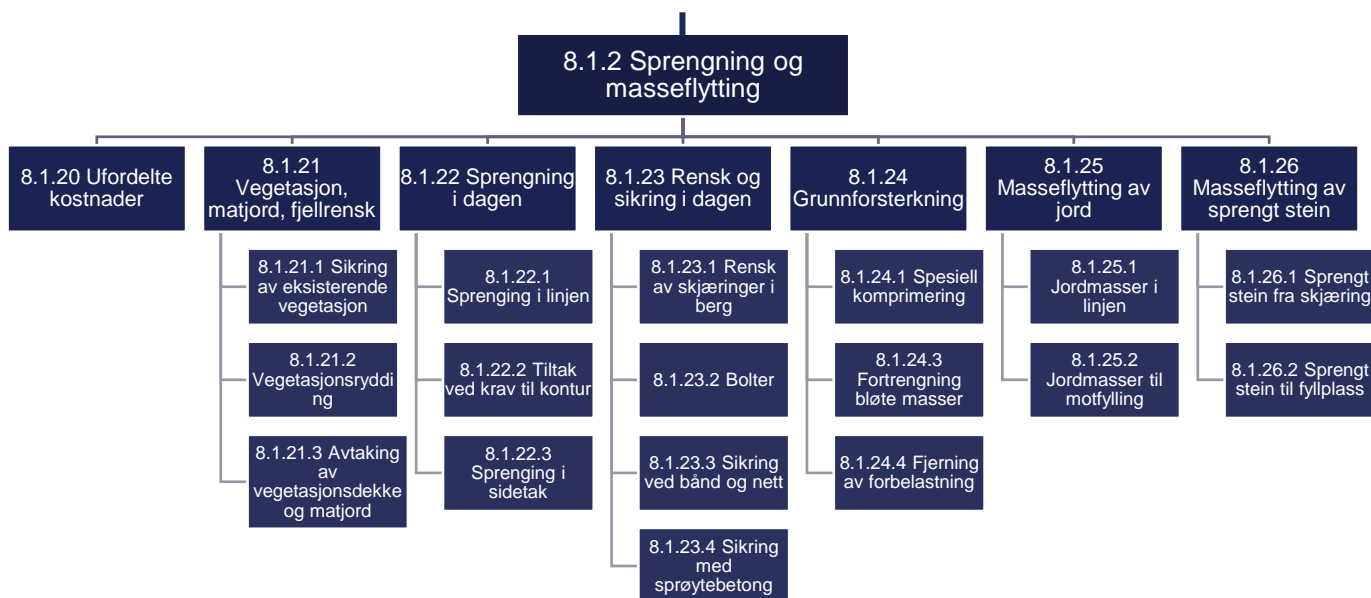 8.1.2 Sprengning og
masseflytting
8.1.20 Ufordelte
kostnader
8.1.21
Vegetasjon,
matjord, fjellrensk
8.1.21.1 Sikring
av eksisterende
vegetasjon
8.1.21.2
Vegetasjonsryddi
ng
8.1.21.3 Avtaking
av
vegetasjonsdekke
og matjord
8.1.22 Sprengning
i dagen
8.1.22.1
Sprenging i linjen
8.1.22.2 Tiltak
ved krav til kontur
8.1.22.3
Sprenging i
sidetak
8.1.23 Rensk og
sikring i dagen
8.1.23.1 Rensk
av skjæringer i
berg
8.1.23.2 Bolter
8.1.23.3 Sikring
ved bånd og nett
8.1.23.4 Sikring
med
sprøytebetong
8.1.24
Grunnforsterkning
8.1.24.1 Spesiell
komprimering
8.1.24.3
Fortrengning
bløte masser
8.1.24.4 Fjerning
av forbelastning
8.1.25
Masseflytting av
jord
8.1.25.1
Jordmasser i
linjen
8.1.25.2
Jordmasser til
motfylling
8.1.26
Masseflytting av
sprengt stein
8.1.26.1 Sprengt
stein fra skjæring
8.1.26.2 Sprengt
stein til fyllplass